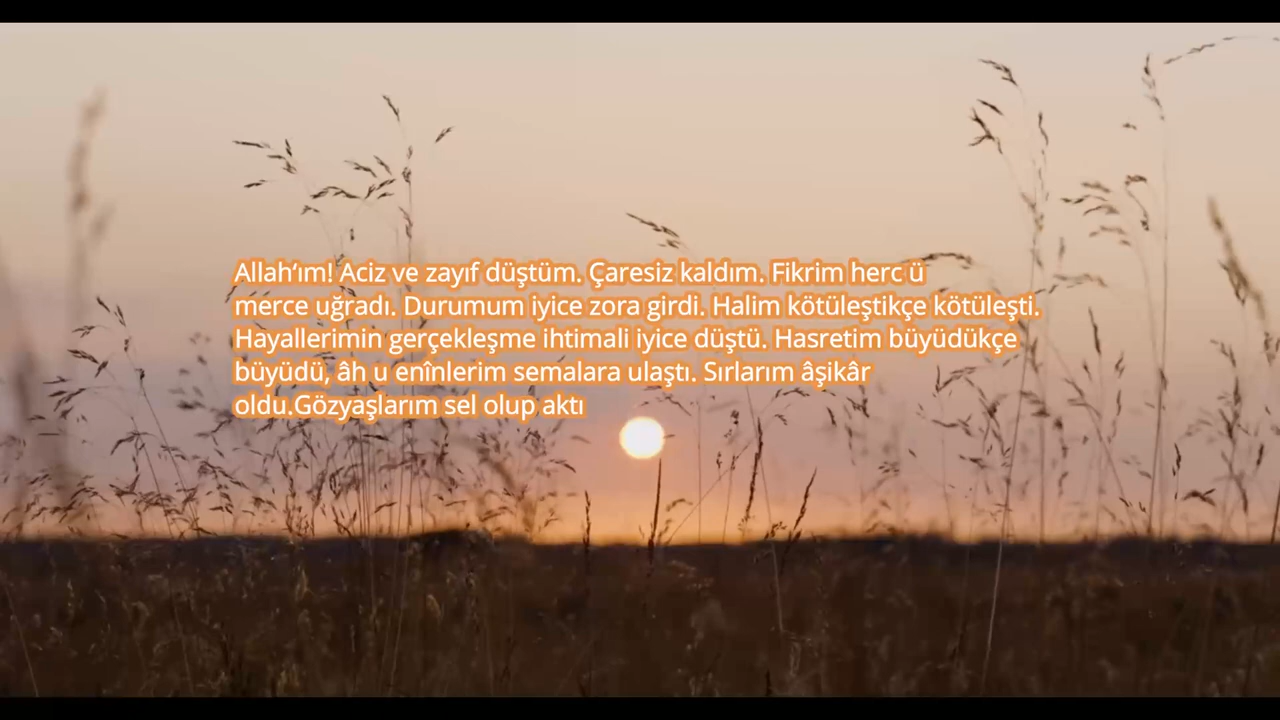 Allah’ım! Aciz ve zayıf düştüm. Çaresiz kaldım. Fikrim herc ü
merce uğradı. Durumum iyice zora girdi. Halim kötüleştikçe kötüleşti.
Hayallerimin gerçekleşme ihtimali iyice düştü. Hasretim büyüdükçe
büyüdü, âh u enînlerim semalara ulaştı. Sırlarım âşikâr
oldu.Gözyaşlarım sel olup aktı